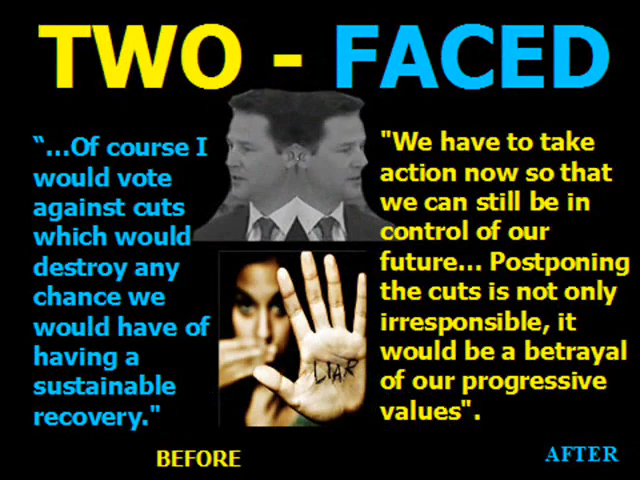 TWO - FACED
“...Of course I
would vote
against cuts
which would
destroy any
chance we
would have of
having a
sustainable
recovery."
"We have to take
action now so that
we can still be in
control of our
future... Postponing
the cuts is not only
irresponsible, it
would be a betrayal
of our progressive
values".
LIAR
BEFORE
AFTER